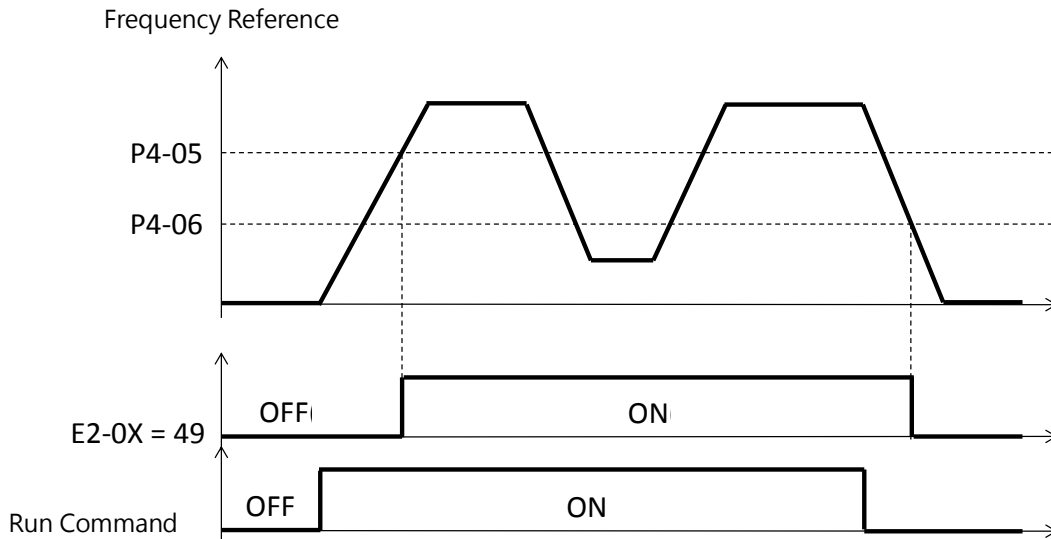 Frequency Reference
P4-05
P4-06
OFF(
ON
E2-0X = 49
OFF
ON
Run Command